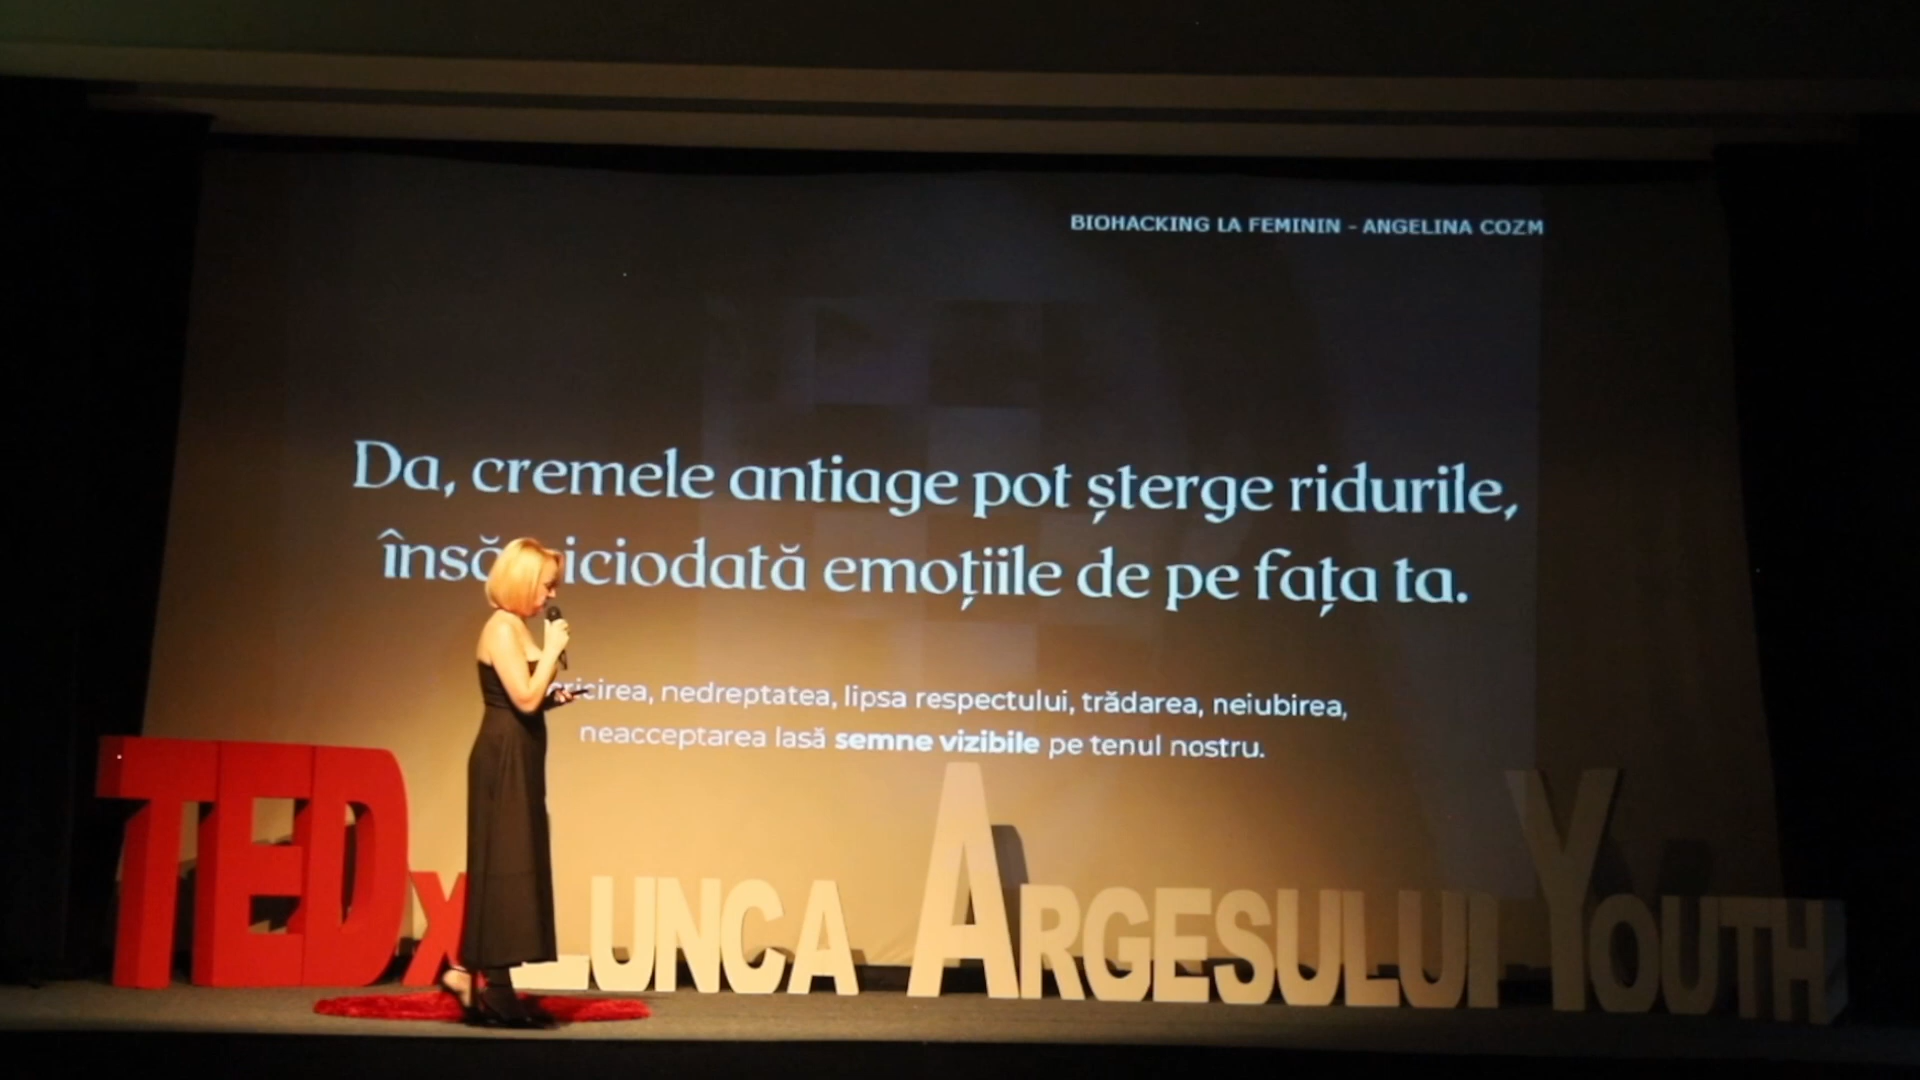 BIOHACKING LA FEMININ - ANGELINA COZM
Da, cremele antiage pot șterge ridurile,
însă niciodată emoțiile de pe fața ta.
nedreptatea, lipsa respectului, trădarea, neiubirea,
neacceptarea lasă semne vizibile pe tenul nostru.
TEDx LUNCA ARGESULUI YOUTH